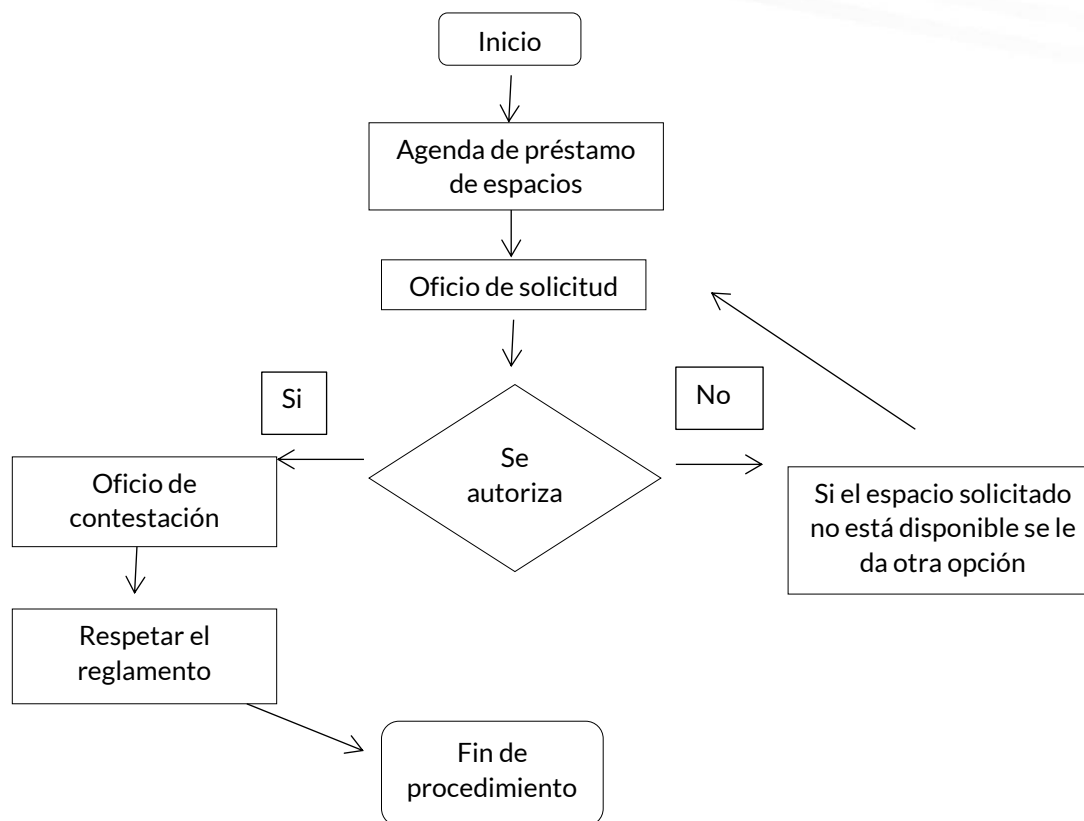 Inicio
Agenda de préstamo
de espacios
Oficio de solicitud
Si
No
Se
autoriza
Oficio de
contestación
Si el espacio solicitado
no está disponible se le
da otra opción
Respetar el
reglamento
Fin de
procedimiento